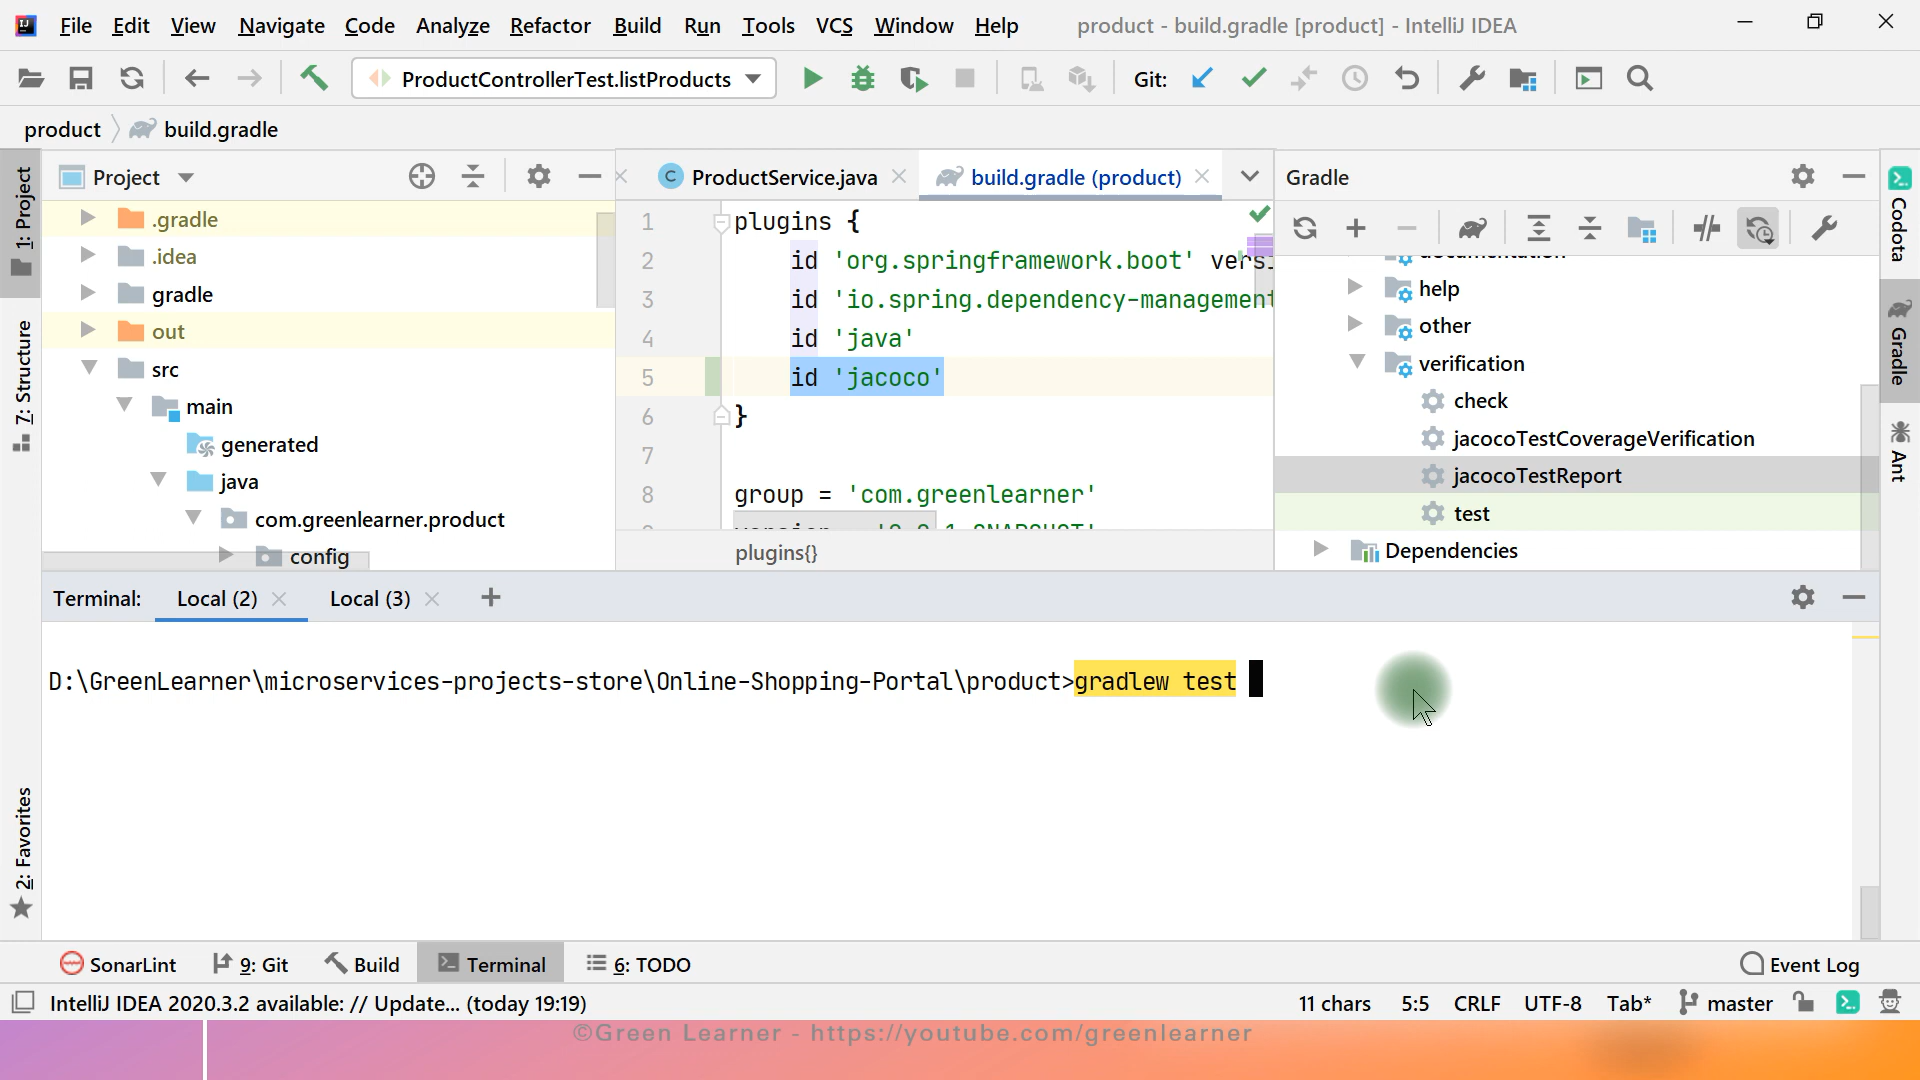 File Edit View Navigate Code Analyze Refactor Build Run Tools VCS Window Help product - build.gradle [product] - IntelliJ IDEA
ProductControllerTest.listProducts Git:
product build.gradle
1: Project
7: Structure
2: Favorites
Project
.gradle
.idea
gradle
out
src
main
generated
java
com.greenlearner.product
config
ProductService.java build.gradle (product)
1 plugins {
2 id 'org.springframework.boot' versi
3 id 'io.spring.dependency-management
4 id 'java'
5 id 'jacoco'
6 }
7
8 group = 'com.greenlearner'
plugins{}
Gradle
help
other
verification
check
jacocoTestCoverageVerification
jacocoTestReport
test
Dependencies
Codota
Gradle
Ant
Terminal: Local (2) Local (3)
D:\GreenLearner\microservices-projects-store\Online-Shopping-Portal\product>gradlew test
SonarLint 9: Git Build Terminal 6: TODO Event Log
IntelliJ IDEA 2020.3.2 available: // Update... (today 19:19) 11 chars 5:5 CRLF UTF-8 Tab* master
©Green Learner - https://youtube.com/greenlearner